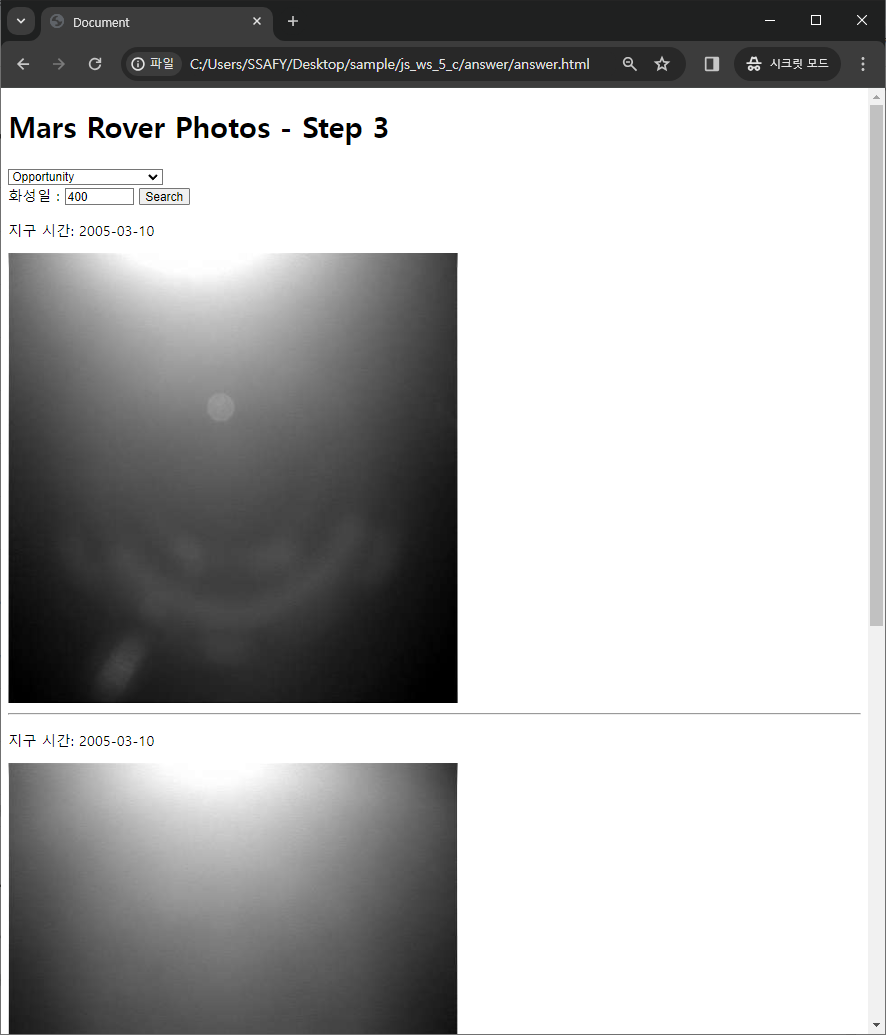 Document
파일 C:/Users/SSAFY/Desktop/sample/js_ws_5_c/answer/answer.html 시크릿 모드
Mars Rover Photos - Step 3
Opportunity
화성일 : 400 Search
지구 시간: 2005-03-10
지구 시간: 2005-03-10